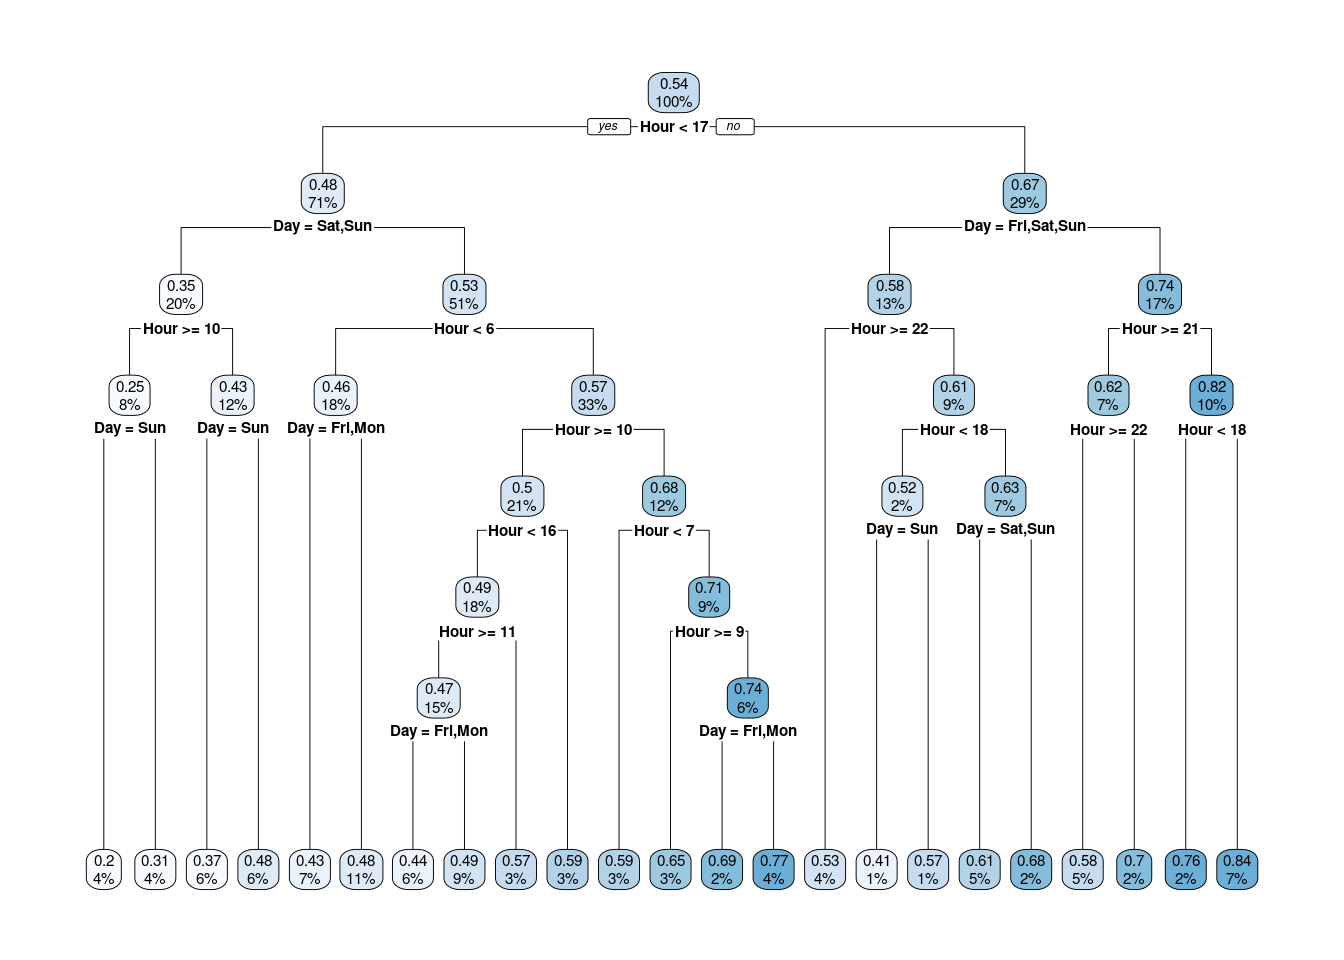 0.54
100%
yes Hour < 17 no
0.48 0.67
71% 29%
Day = Sat,Sun Day = Fri,Sat,Sun
0.35 0.53 0.58 0.74
20% 51% 13% 17%
Hour >= 10 Hour < 6 Hour >= 22 Hour >= 21
0.25 0.43 0.46 0.57 0.61 0.62 0.82
8% 12% 18% 33% 9% 7% 10%
Day = Sun Day = Sun Day = Fri,Mon Hour >= 10 Hour < 18 Hour >= 22 Hour < 18
0.5 0.68 0.52 0.63
21% 12% 2% 7%
Hour < 16 Hour < 7 Day = Sun Day = Sat,Sun
0.49 0.71
18% 9%
Hour >= 11 Hour >= 9
0.47 0.74
15% 6%
Day = Fri,Mon Day = Fri,Mon
0.2 0.31 0.37 0.48 0.43 0.48 0.44 0.49 0.57 0.59 0.59 0.65 0.69 0.77 0.53 0.41 0.57 0.61 0.68 0.58 0.7 0.76 0.84
4% 4% 6% 6% 7% 11% 6% 9% 3% 3% 3% 3% 2% 4% 4% 1% 1% 5% 2% 5% 2% 2% 7%